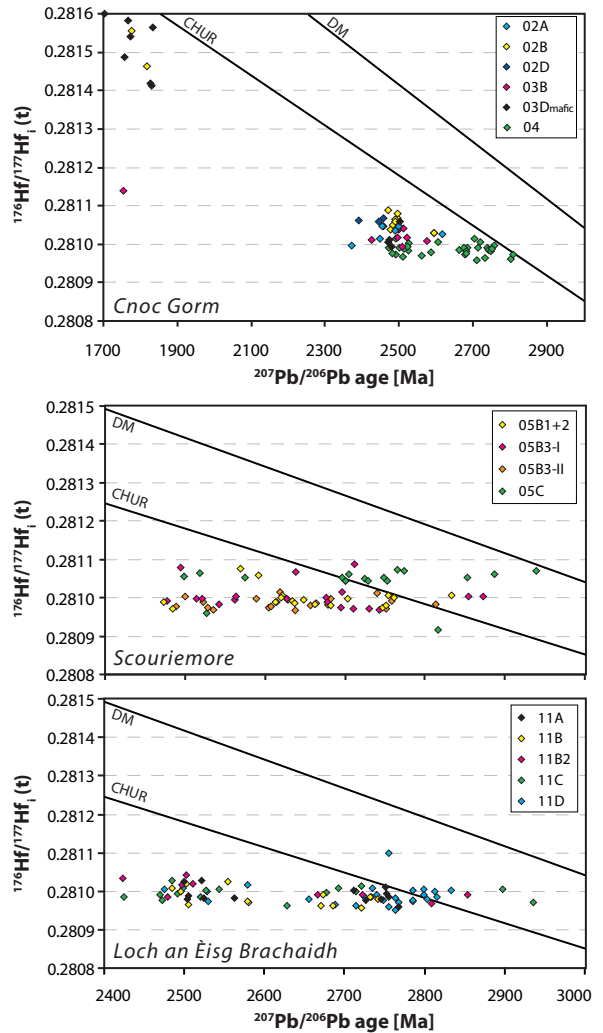 0.2816
0.2815
0.2814
0.2813
0.2812
0.2811
0.2810
0.2809
0.2808
176Hf/177Hfi (t)
CHUR
DM
02A
02B
02D
03B
03Dmafic
04
Cnoc Gorm
1700 1900 2100 2300 2500 2700 2900
207Pb/206Pb age [Ma]
0.2815
0.2814
0.2813
0.2812
0.2811
0.2810
0.2809
0.2808
176Hf/177Hfi (t)
DM
CHUR
05B1+2
05B3-I
05B3-II
05C
Scouriemore
0.2815
0.2814
0.2813
0.2812
0.2811
0.2810
0.2809
0.2808
176Hf/177Hfi (t)
DM
CHUR
11A
11B
11B2
11C
11D
Loch an Èisg Brachaidh
2400 2500 2600 2700 2800 2900 3000
207Pb/206Pb age [Ma]